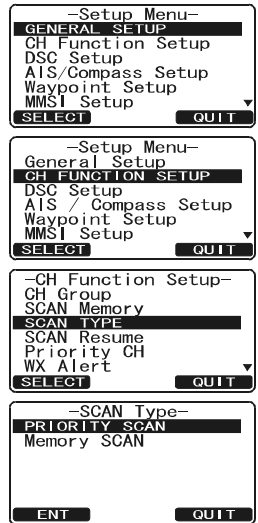 -Setup Menu-
GENERAL SETUP
CH Function Setup
DSC Setup
AIS/Compass Setup
Waypoint Setup
MMSI Setup
SELECT QUIT
-Setup Menu-
General Setup
CH FUNCTION SETUP
DSC Setup
AIS / Compass Setup
Waypoint Setup
MMSI Setup
SELECT QUIT
-CH Function Setup-
CH Group
SCAN Memory
SCAN TYPE
SCAN Resume
Priority CH
WX Alert
SELECT QUIT
-SCAN Type-
PRIORITY SCAN
Memory SCAN
ENT QUIT